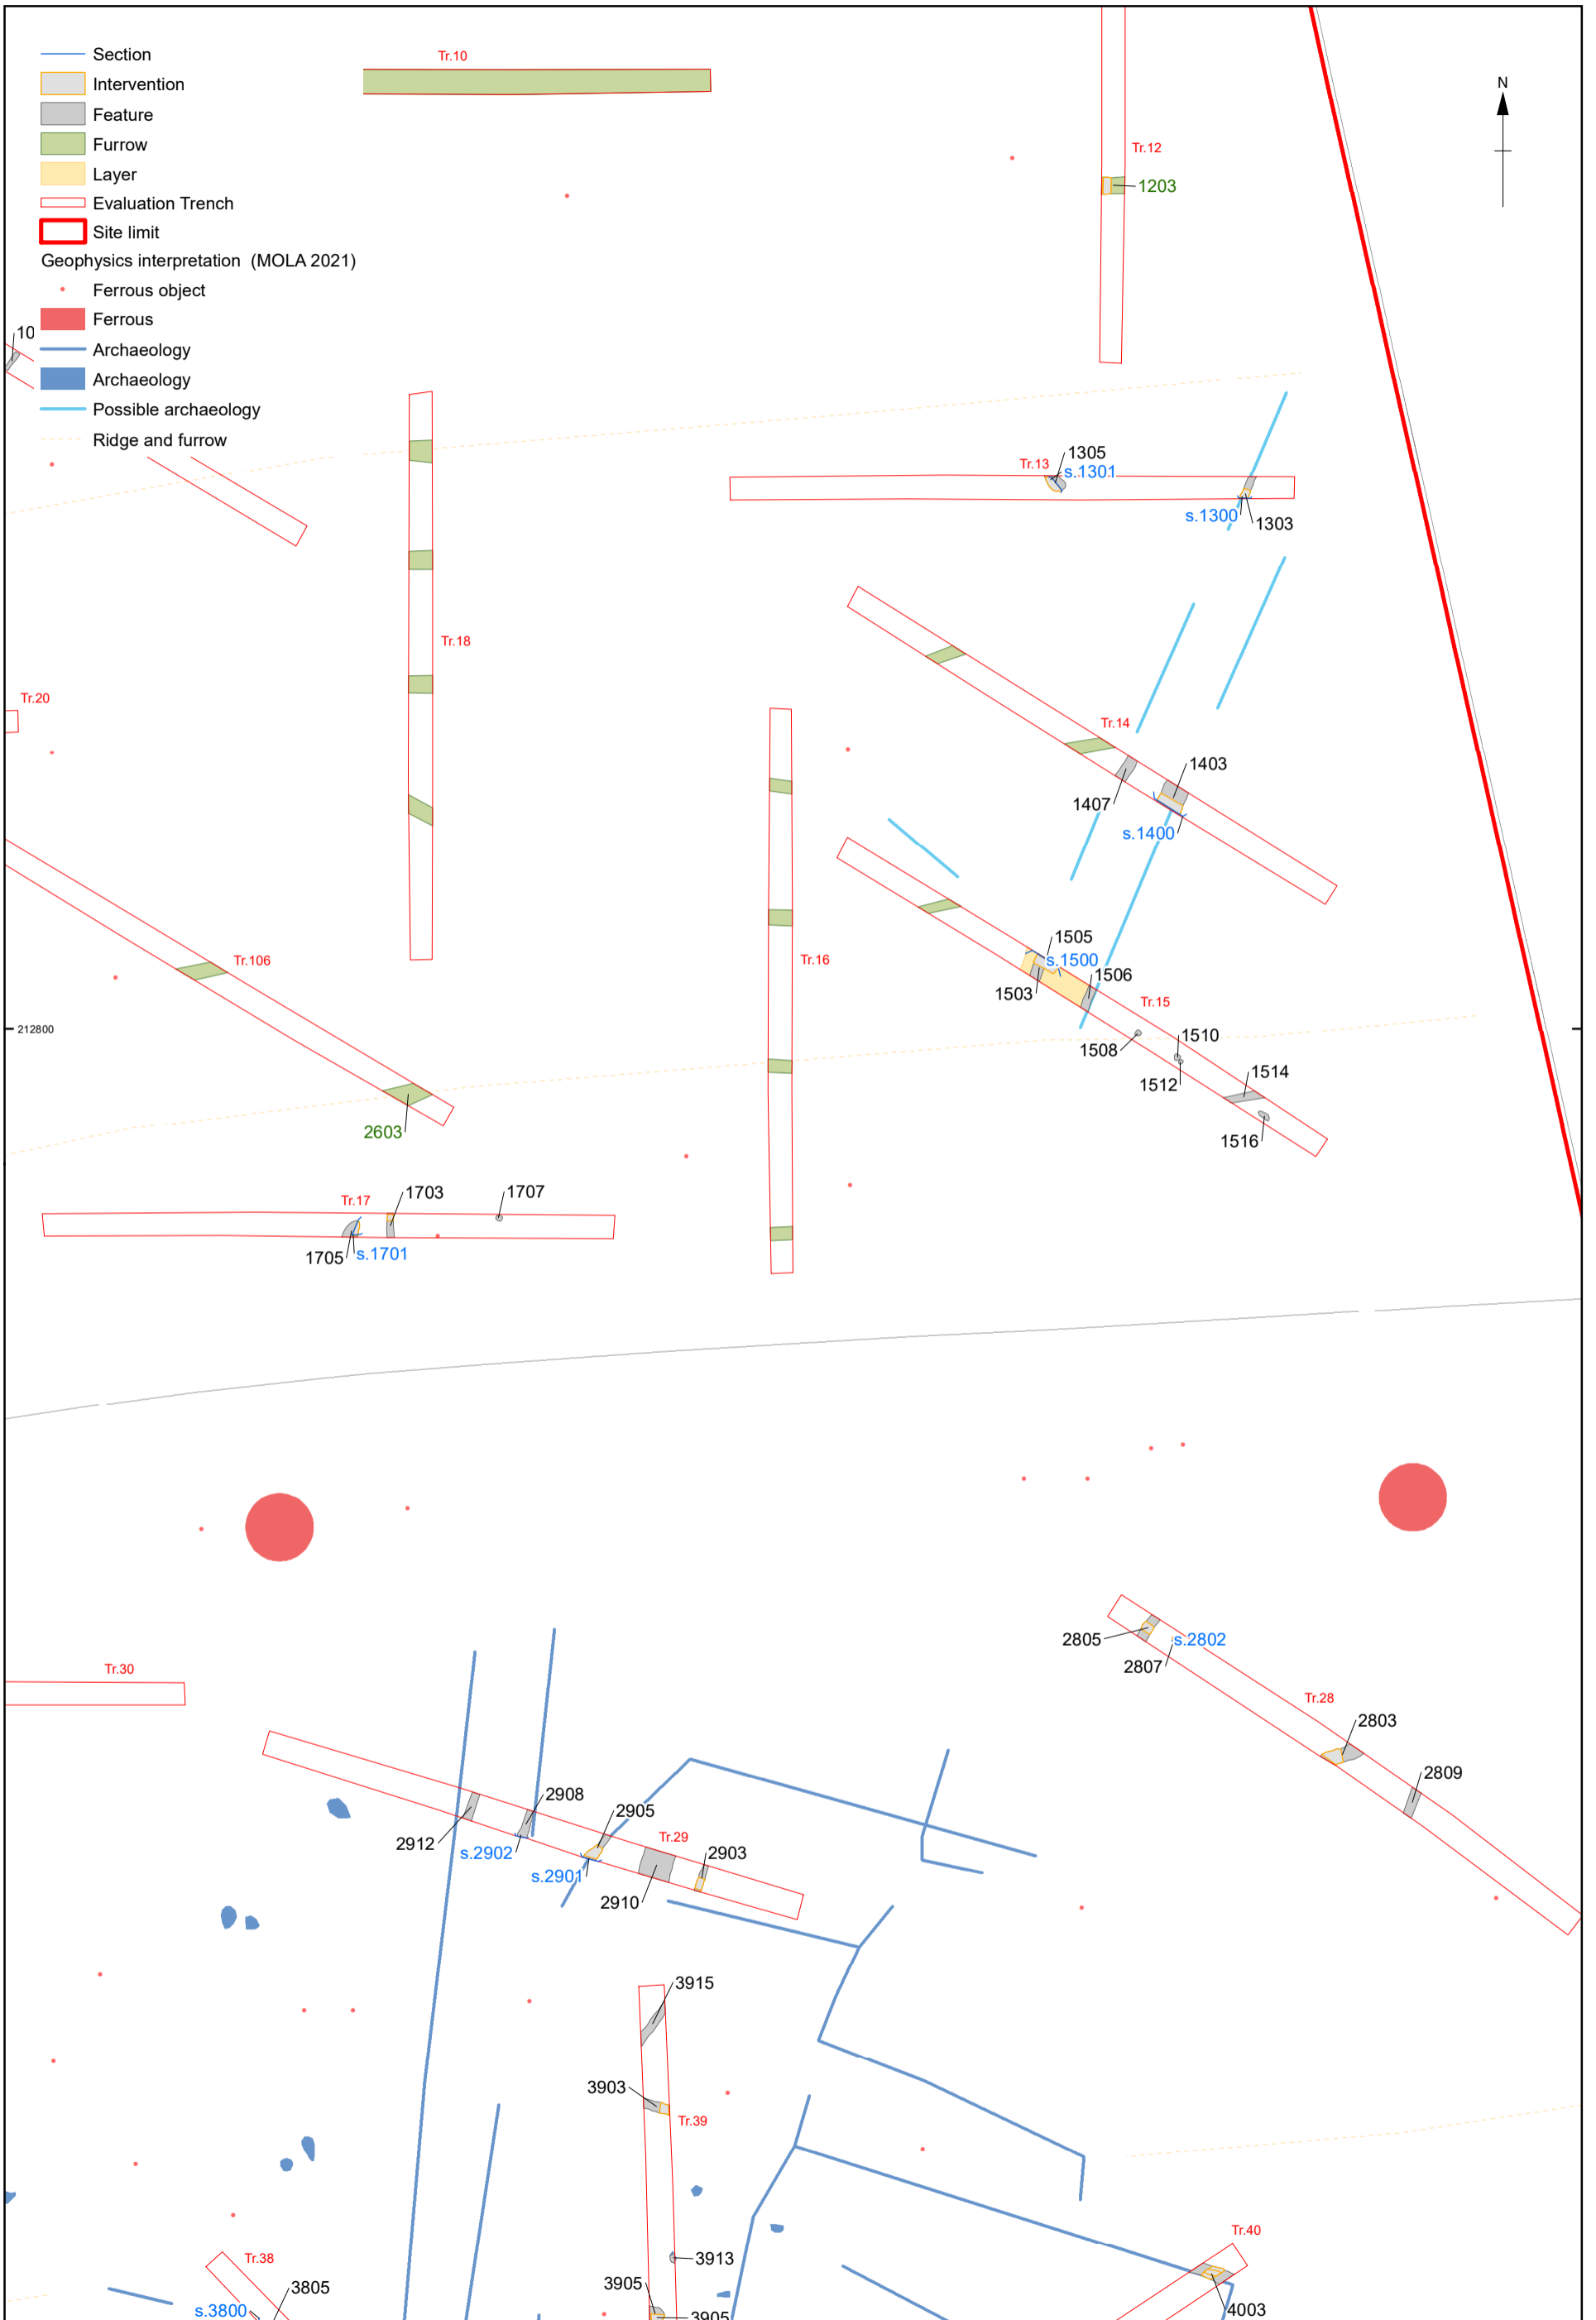 Section
Intervention
Feature
Furrow
Layer
Evaluation Trench
Site limit
Geophysics interpretation (MOLA 2021)
Ferrous object
Ferrous
Archaeology
Archaeology
Possible archaeology
Ridge and furrow
Tr.10
N
Tr.12
1203
10
1305
Tr.13
s.1301
s.1300
1303
Tr.18
Tr.20
Tr.14
1403
1407
s.1400
1505
s.1500
Tr.106
Tr.16
1506
1503
Tr.15
212800
1510
1508
1514
1512
2603
1516
1703
1707
Tr.17
1705
s.1701
2805
s.2802
2807
Tr.30
Tr.28
2803
2809
2908
2905
Tr.29
2912
s.2902
2903
s.2901
2910
3915
3903
Tr.39
Tr.40
Tr.38
3913
3805
3905
s.3800
3905
4003